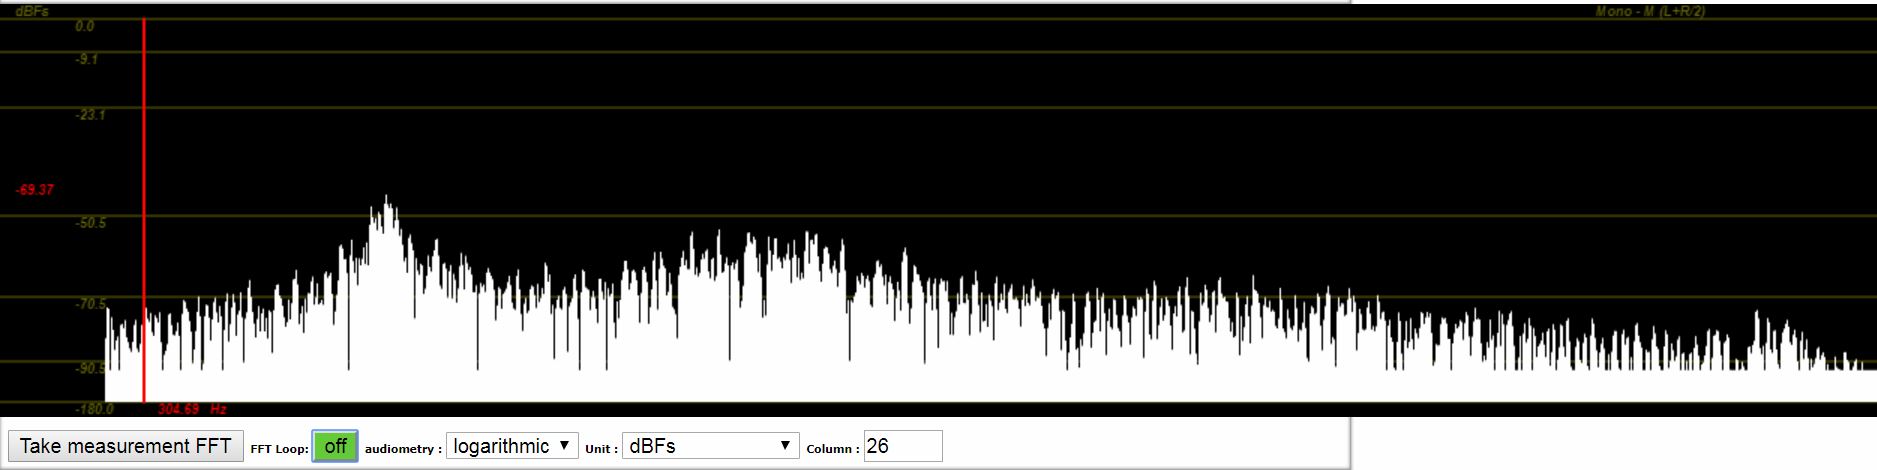 dBFs
Mono - M (L+R/2)
0.0
-9.1
-23.1
-69.37
-50.5
-70.5
-90.5
-180.0
304.69 Hz
Take measurement FFT FFT Loop: off audiometry : logarithmic Unit : dBFs Column : 26